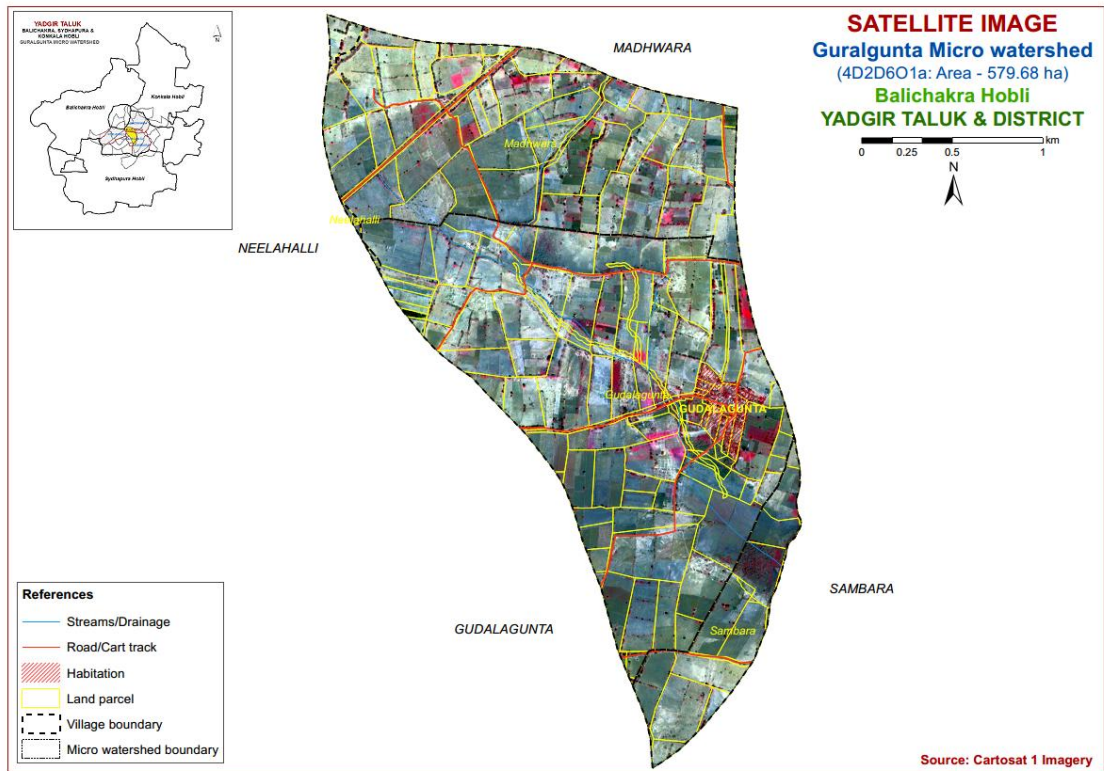 YADGIR TALUK
BALICHAKRA, SYDHAPURA &
KONKALA HOBLI
GURALGUNTA MICRO WATERSHED
N
Konkala Hobli
Balichakra Hobli
Sydhapura Hobli
SATELLITE IMAGE
Guralgunta Micro watershed
(4D2D6O1a: Area - 579.68 ha)
Balichakra Hobli
YADGIR TALUK & DISTRICT
km
0 0.25 0.5 1
N
MADHWARA
Madhwara
Neelahalli
NEELAHALLI
Gudalagunta
GUDALAGUNTA
SAMBARA
GUDALAGUNTA
Sambara
References
Streams/Drainage
Road/Cart track
Habitation
Land parcel
Village boundary
Micro watershed boundary
Source: Cartosat 1 Imagery